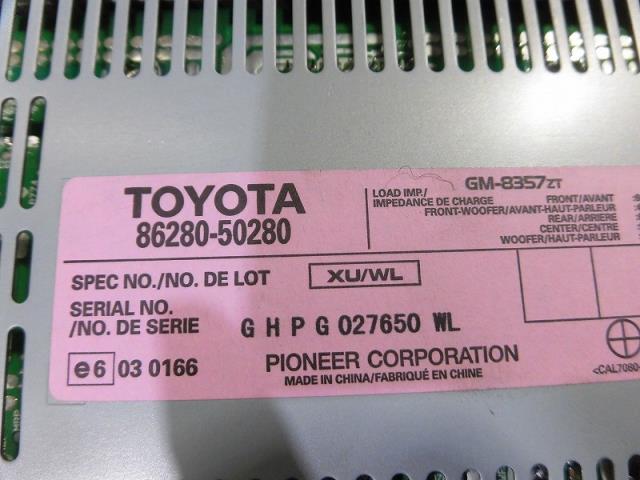 TOYOTA
86280-50280
GM-8357ZT
LOAD IMP./
IMPEDANCE DE CHARGE
FRONT/AVANT
FRONT-WOOFER/AVANT-HAUT-PARLEUR
REAR/ARRIERE
CENTER/CENTRE
WOOFER/HAUT-PARLEUR
SPEC NO./NO. DE LOT XU/WL
SERIAL NO.
/NO. DE SERIE G H P G 027650 WL
e6 03 0166
PIONEER CORPORATION
MADE IN CHINA/FABRIQUÉ EN CHINE
<CAL7080-